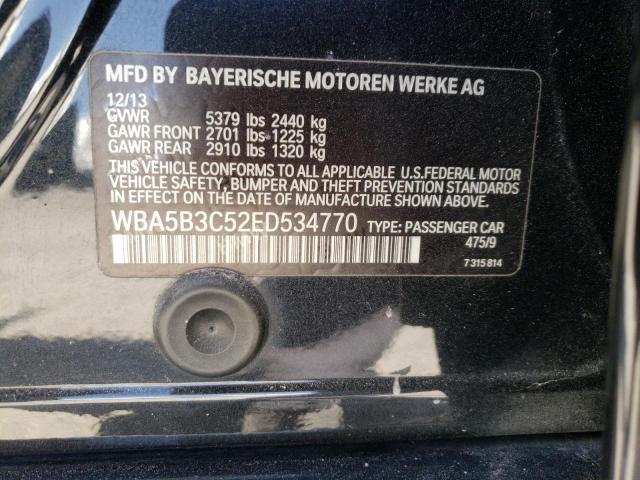 MFD BY BAYERISCHE MOTOREN WERKE AG
12/13
GVWR 5379 lbs 2440 kg
GAWR FRONT 2701 lbs 1225 kg
GAWR REAR 2910 lbs 1320 kg
THIS VEHICLE CONFORMS TO ALL APPLICABLE U.S.FEDERAL MOTOR
VEHICLE SAFETY, BUMPER AND THEFT PREVENTION STANDARDS
IN EFFECT ON THE DATE OF MANUFACTURE SHOWN ABOVE.
WBA5B3C52ED534770 TYPE: PASSENGER CAR
475/9
7315814